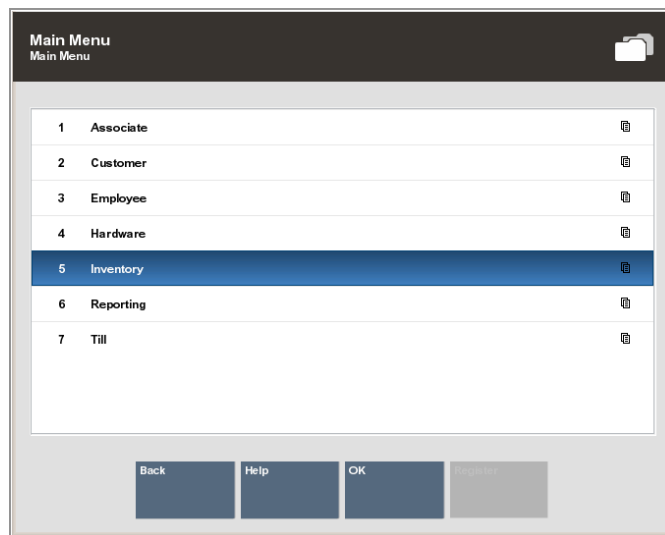 Main Menu
Main Menu
1 Associate
2 Customer
3 Employee
4 Hardware
5 Inventory
6 Reporting
7 Till
Back Help OK Register